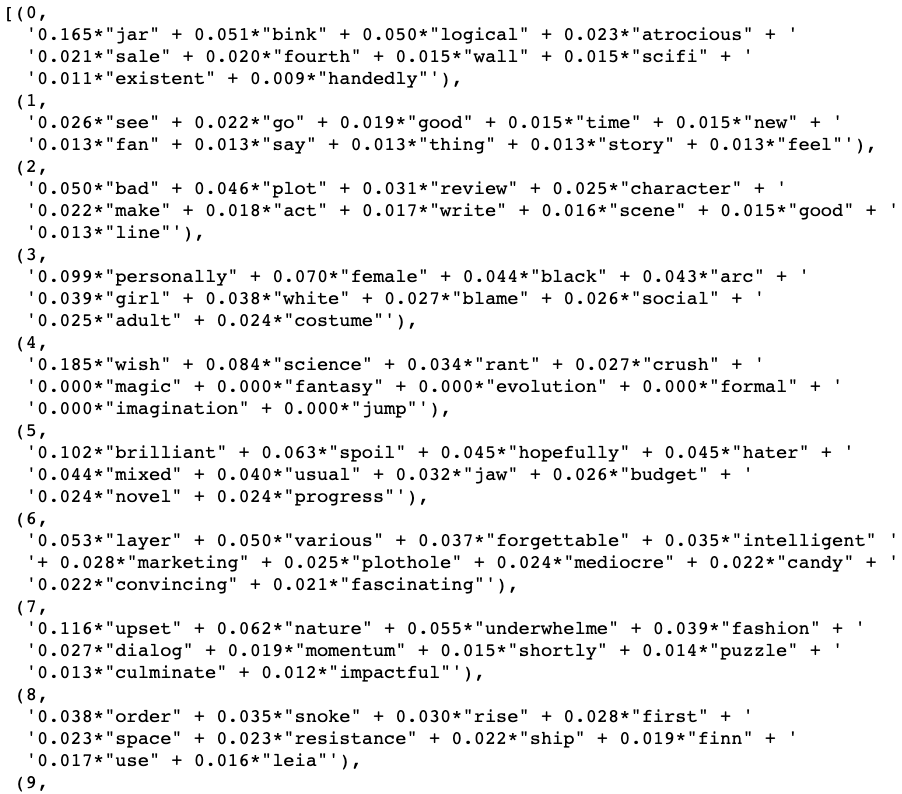 [(0,
'0.165*"jar" + 0.051*"bink" + 0.050*"logical" + 0.023*"atrocious" + '
'0.021*"sale" + 0.020*"fourth" + 0.015*"wall" + 0.015*"scifi" + '
'0.011*"existent" + 0.009*"handedly"'),
(1,
'0.026*"see" + 0.022*"go" + 0.019*"good" + 0.015*"time" + 0.015*"new" + '
'0.013*"fan" + 0.013*"say" + 0.013*"thing" + 0.013*"story" + 0.013*"feel"'),
(2,
'0.050*"bad" + 0.046*"plot" + 0.031*"review" + 0.025*"character" + '
'0.022*"make" + 0.018*"act" + 0.017*"write" + 0.016*"scene" + 0.015*"good" + '
'0.013*"line"'),
(3,
'0.099*"personally" + 0.070*"female" + 0.044*"black" + 0.043*"arc" + '
'0.039*"girl" + 0.038*"white" + 0.027*"blame" + 0.026*"social" + '
'0.025*"adult" + 0.024*"costume"'),
(4,
'0.185*"wish" + 0.084*"science" + 0.034*"rant" + 0.027*"crush" + '
'0.000*"magic" + 0.000*"fantasy" + 0.000*"evolution" + 0.000*"formal" + '
'0.000*"imagination" + 0.000*"jump"'),
(5,
'0.102*"brilliant" + 0.063*"spoil" + 0.045*"hopefully" + 0.045*"hater" + '
'0.044*"mixed" + 0.040*"usual" + 0.032*"jaw" + 0.026*"budget" + '
'0.024*"novel" + 0.024*"progress"'),
(6,
'0.053*"layer" + 0.050*"various" + 0.037*"forgettable" + 0.035*"intelligent" '
'+ 0.028*"marketing" + 0.025*"plothole" + 0.024*"mediocre" + 0.022*"candy" + '
'0.022*"convincing" + 0.021*"fascinating"'),
(7,
'0.116*"upset" + 0.062*"nature" + 0.055*"underwhelme" + 0.039*"fashion" + '
'0.027*"dialog" + 0.019*"momentum" + 0.015*"shortly" + 0.014*"puzzle" + '
'0.013*"culminate" + 0.012*"impactful"'),
(8,
'0.038*"order" + 0.035*"snoke" + 0.030*"rise" + 0.028*"first" + '
'0.023*"space" + 0.023*"resistance" + 0.022*"ship" + 0.019*"finn" + '
'0.017*"use" + 0.016*"leia"'),
(9,